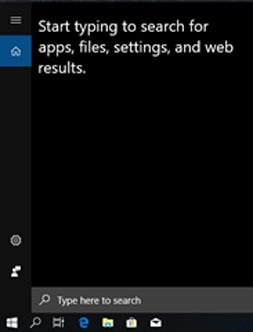 Start typing to search for
apps, files, settings, and web
results.
Type here to search